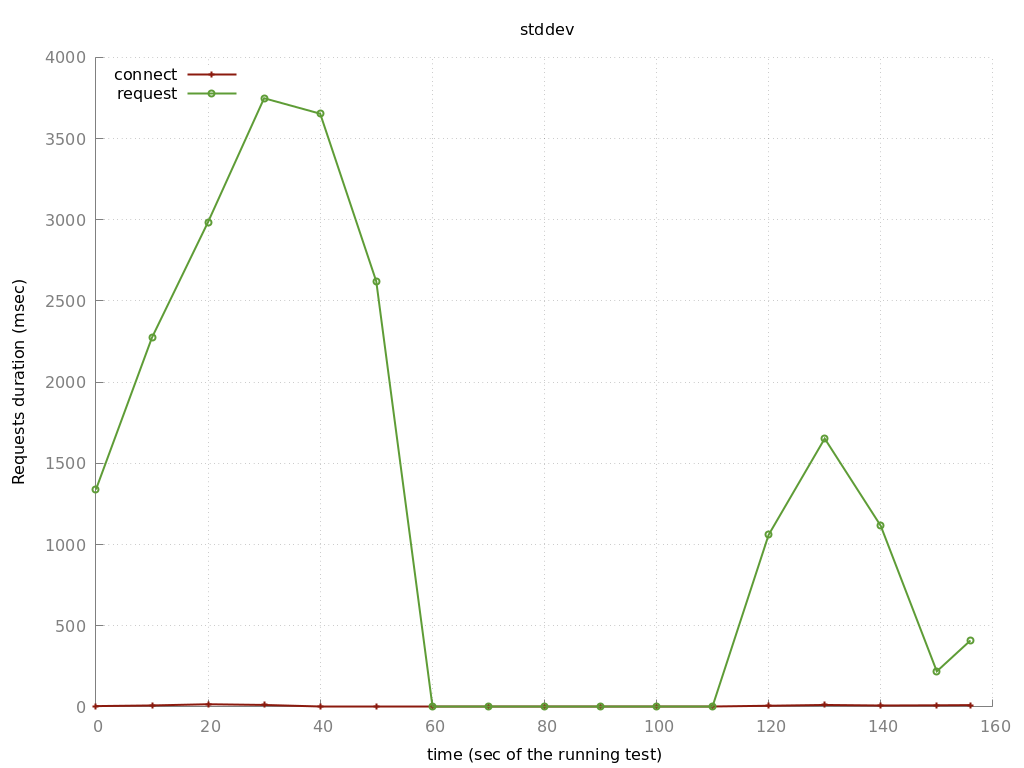 stddev
connect
request
4000
3500
3000
2500
2000
1500
1000
500
0
0 20 40 60 80 100 120 140 160
Requests duration (msec)
time (sec of the running test)